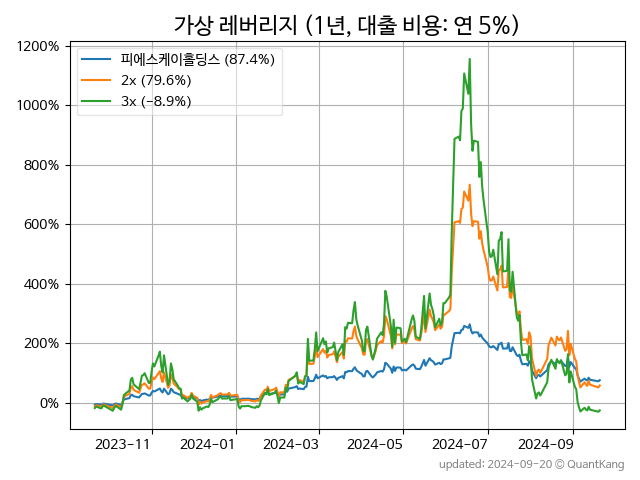 가상 레버리지 (1년, 대출 비용: 연 5%)
1200%
1000%
800%
600%
400%
200%
0%
피에스케이홀딩스 (87.4%)
2x (79.6%)
3x (−8.9%)
2023-11
2024-01
2024-03
2024-05
2024-07
2024-09
updated: 2024-09-20 © QuantKang